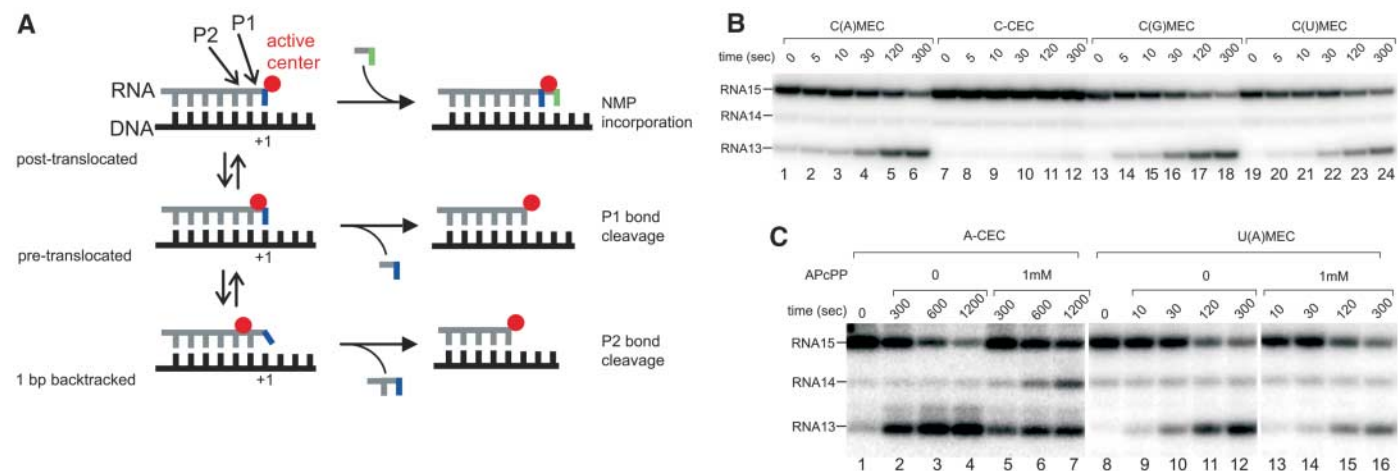 A
P2
P1
active
center
RNA
DNA
+1
NMP
incorporation
post-translocated
pre-translocated
+1
P1 bond
cleavage
1 bp backtracked
+1
P2 bond
cleavage
B
C(A)MEC C-CEC C(G)MEC C(U)MEC
time (sec) 0 5 10 30 120 300 0 5 10 30 120 300 0 5 10 30 120 300 0 5 10 30 120 300
RNA15
RNA14
RNA13
1 2 3 4 5 6 7 8 9 10 11 12 13 14 15 16 17 18 19 20 21 22 23 24
C
A-CEC U(A)MEC
APcPP 0 1mM 0 1mM
time (sec) 0 300 600 1200 300 600 1200 0 10 30 120 300 10 30 120 300
RNA15
RNA14
RNA13
1 2 3 4 5 6 7 8 9 10 11 12 13 14 15 16